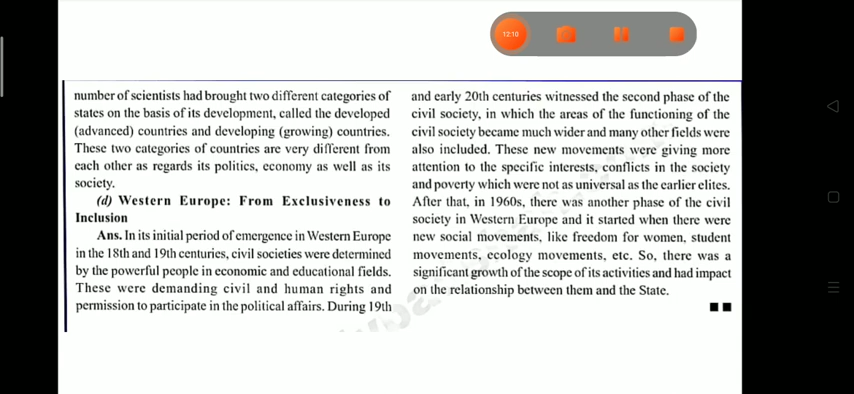 12:10
number of scientists had brought two different categories of
states on the basis of its development, called the developed
(advanced) countries and developing (growing) countries.
These two categories of countries are very different from
each other as regards its politics, economy as well as its
society.
(d) Western Europe: From Exclusiveness to
Inclusion
Ans. In its initial period of emergence in Western Europe
in the 18th and 19th centuries, civil societies were determined
by the powerful people in economic and educational fields.
These were demanding civil and human rights and
permission to participate in the political affairs. During 19th
and early 20th centuries witnessed the second phase of the
civil society, in which the areas of the functioning of the
civil society became much wider and many other fields were
also included. These new movements were giving more
attention to the specific interests, conflicts in the society
and poverty which were not as universal as the earlier elites.
After that, in 1960s, there was another phase of the civil
society in Western Europe and it started when there were
new social movements, like freedom for women, student
movements, ecology movements, etc. So, there was a
significant growth of the scope of its activities and had impact
on the relationship between them and the State.